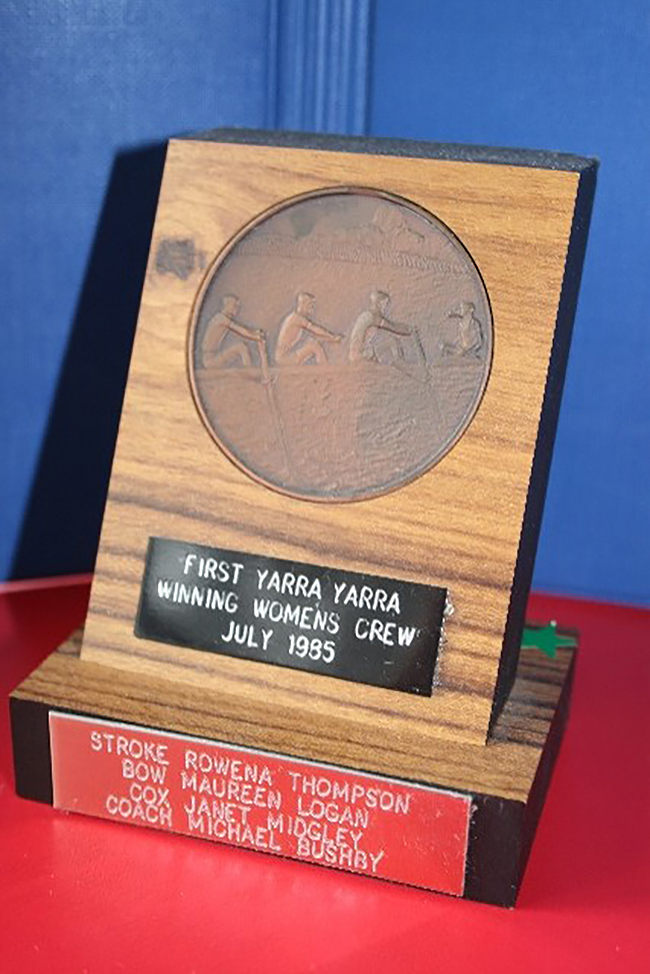 FIRST YARRA YARRA
WINNING WOMENS CREW
JULY 1985
STROKE ROWENA THOMPSON
BOW MAUREEN LOGAN
COX JANET MIDGLEY
COACH MICHAEL BUSHBY